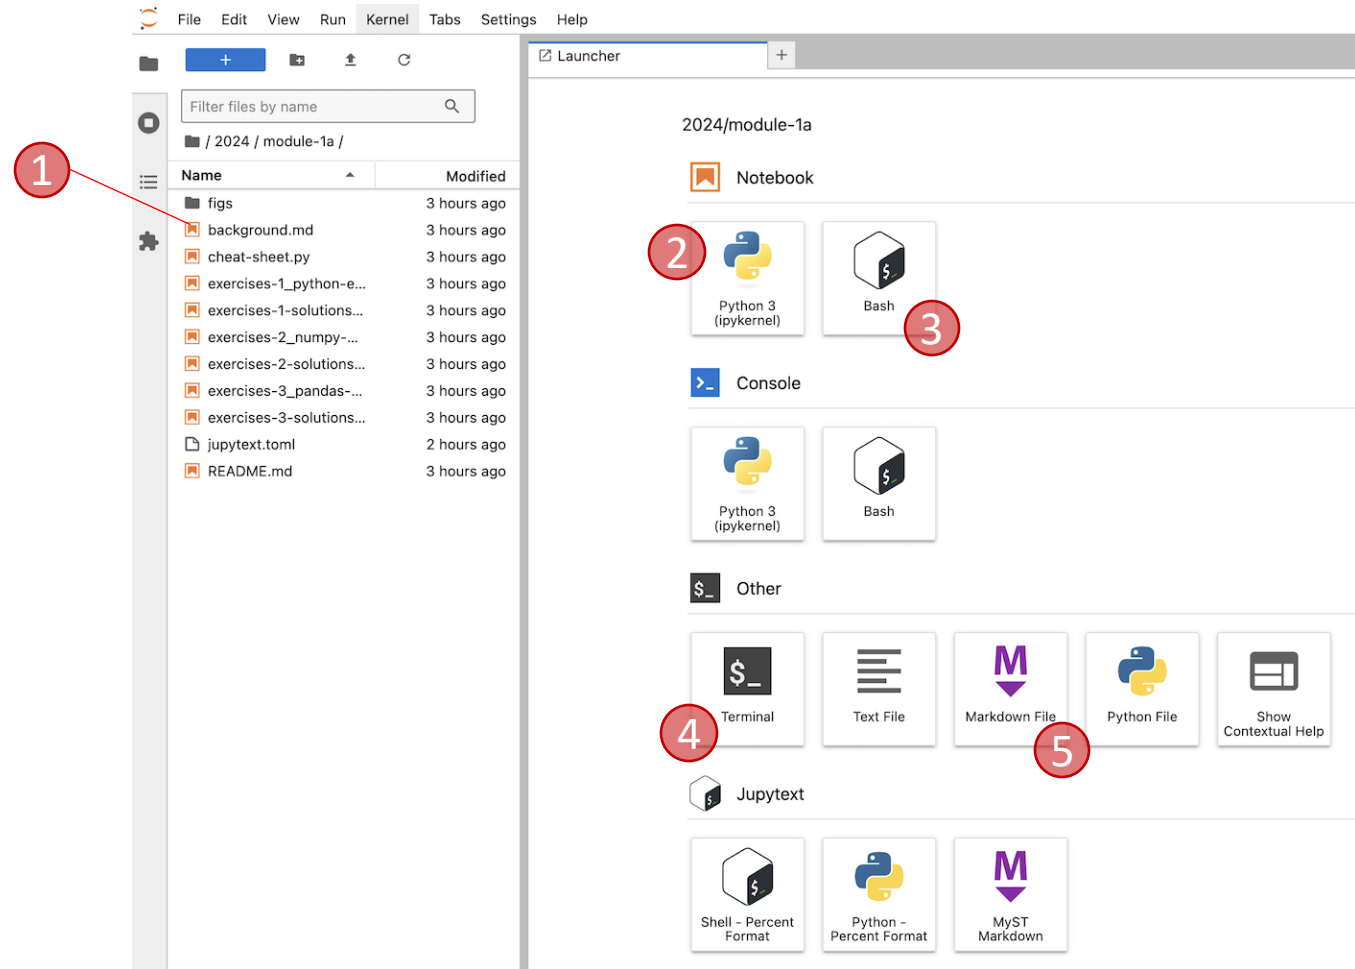 File Edit View Run Kernel Tabs Settings Help
+
Launcher
+
Filter files by name
/ 2024 / module-1a /
1
Name Modified
figs 3 hours ago
background.md 3 hours ago
cheat-sheet.py 3 hours ago
exercises-1_python-e... 3 hours ago
exercises-1-solutions... 3 hours ago
exercises-2_numpy-... 3 hours ago
exercises-2-solutions... 3 hours ago
exercises-3_pandas-... 3 hours ago
exercises-3-solutions... 3 hours ago
jupytext.toml 2 hours ago
README.md 3 hours ago
2024/module-1a
Notebook
2
Python 3
(ipykernel)
$_
Bash
3
>_
Console
Python 3
(ipykernel)
$_
Bash
$_
Other
$_
Terminal
4
Text File
M
Markdown File
5
Python File
Show
Contextual Help
$_
Jupytext
$_
Shell - Percent
Format
Python -
Percent Format
M
MyST
Markdown